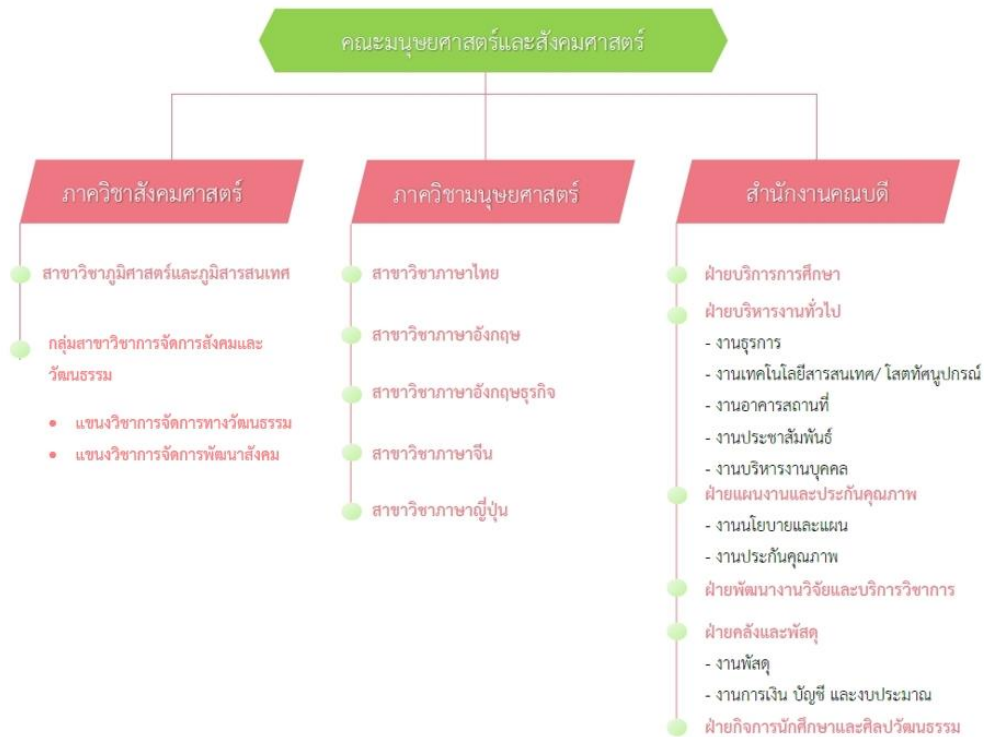 คณะมนุษยศาสตร์และสังคมศาสตร์
ภาควิชาสังคมศาสตร์
สาขาวิชาภูมิศาสตร์และภูมิสารสนเทศ
กลุ่มสาขาวิชาการจัดการสังคมและ
วัฒนธรรม
• แขนงวิชาการจัดการทางวัฒนธรรม
• แขนงวิชาการจัดการพัฒนาสังคม
ภาควิชามนุษยศาสตร์
สาขาวิชาภาษาไทย
สาขาวิชาภาษาอังกฤษ
สาขาวิชาภาษาอังกฤษธุรกิจ
สาขาวิชาภาษาจีน
สาขาวิชาภาษาญี่ปุ่น
สำนักงานคณบดี
ฝ่ายบริการการศึกษา
ฝ่ายบริหารงานทั่วไป
- งานธุรการ
- งานเทคโนโลยีสารสนเทศ/ โสตทัศนูปกรณ์
- งานอาคารสถานที่
- งานประชาสัมพันธ์
- งานบริหารงานบุคคล
ฝ่ายแผนงานและประกันคุณภาพ
- งานนโยบายและแผน
- งานประกันคุณภาพ
ฝ่ายพัฒนางานวิจัยและบริการวิชาการ
ฝ่ายคลังและพัสดุ
- งานพัสดุ
- งานการเงิน บัญชี และงบประมาณ
ฝ่ายกิจการนักศึกษาและศิลปวัฒนธรรม